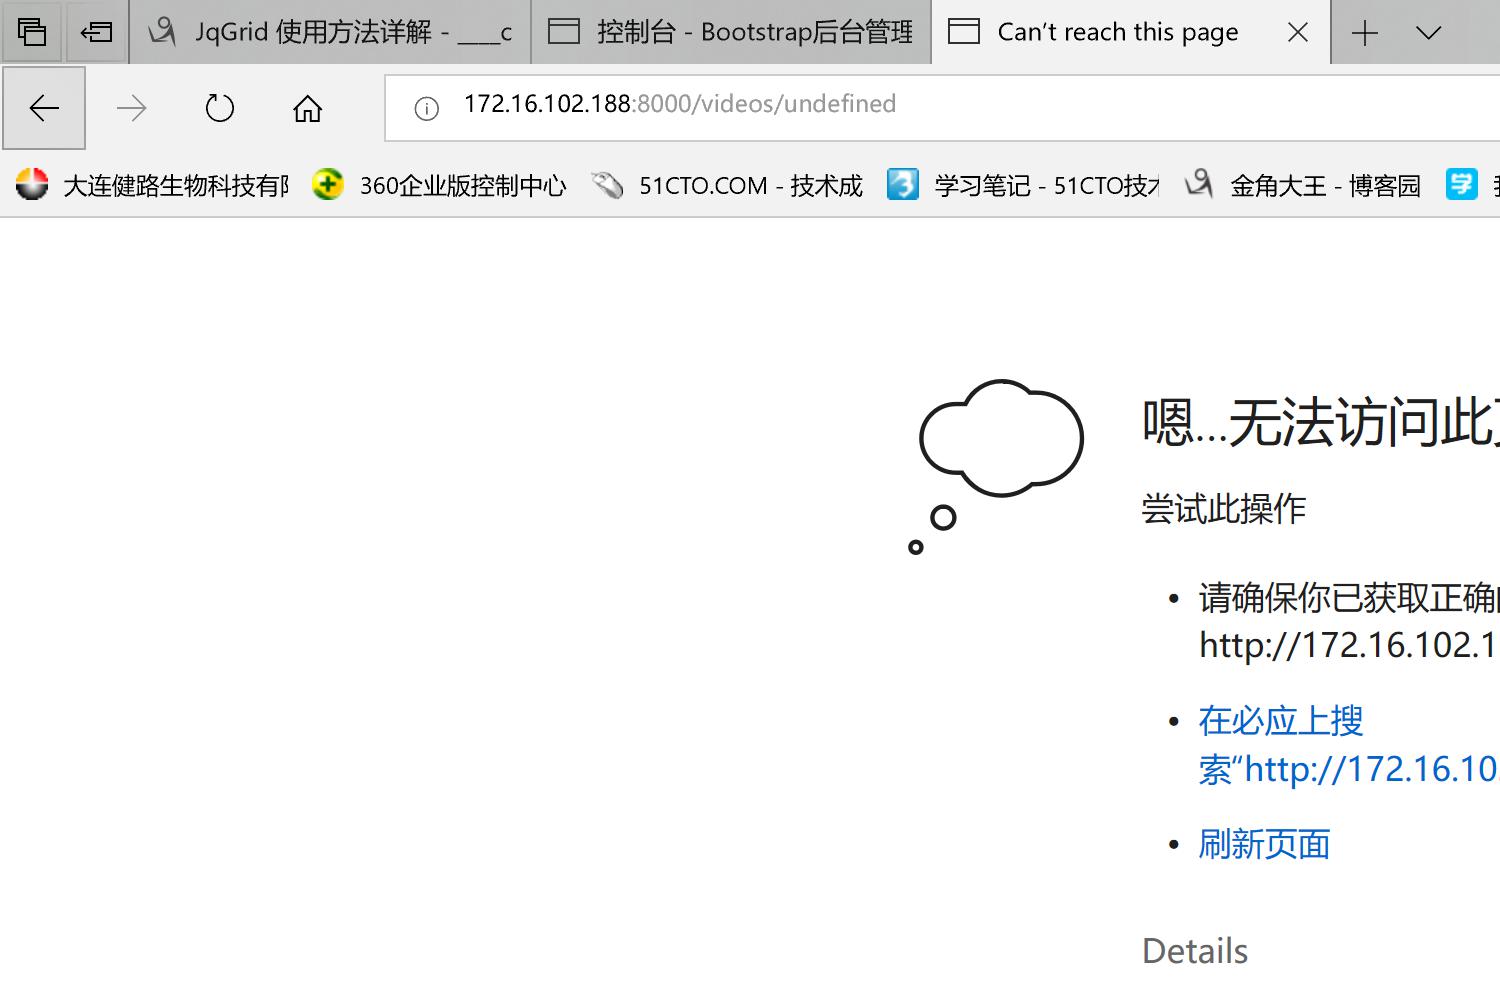 JqGrid 使用方法详解 - ____c
控制台 - Bootstrap后台管理
Can't reach this page
172.16.102.188:8000/videos/undefined
大连健路生物科技有
360企业版控制中心
51CTO.COM - 技术成
学习笔记 - 51CTO技
金角大王 - 博客园
学
嗯...无法访问此
尝试此操作
• 请确保你已获取正确
http://172.16.102.1
• 在必应上搜
索“http://172.16.10
• 刷新页面
Details